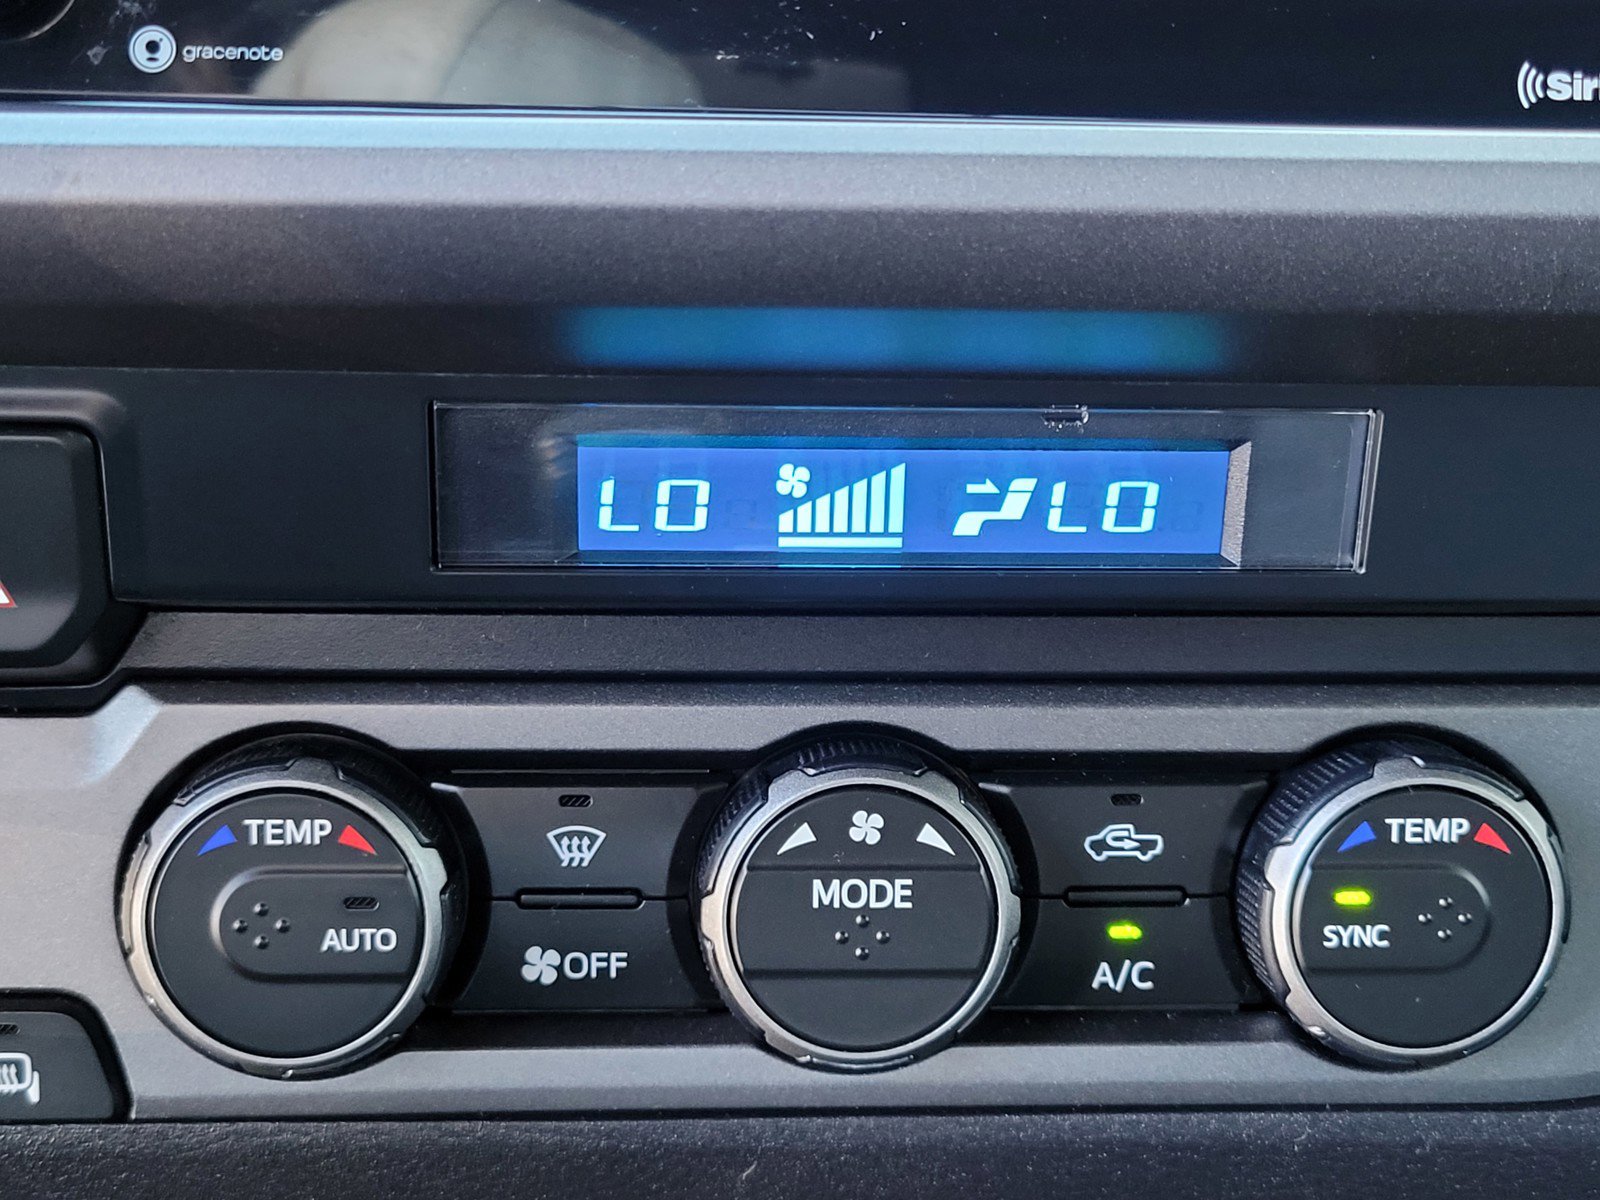 gracenote
LO LO
TEMP
AUTO
OFF
MODE
A/C
TEMP
SYNC